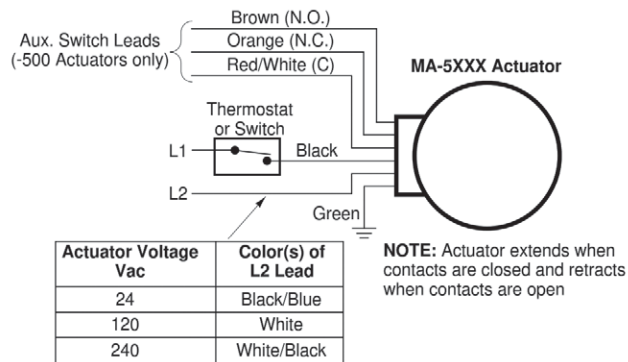 Brown (N.O.)
Aux. Switch Leads
(-500 Actuators only)
Orange (N.C.)
Red/White (C)
MA-5XXX Actuator
Thermostat
or Switch
L1
Black
L2
Green
Actuator Voltage
Vac
Color(s) of
L2 Lead
24
Black/Blue
120
White
240
White/Black
NOTE: Actuator extends when
contacts are closed and retracts
when contacts are open